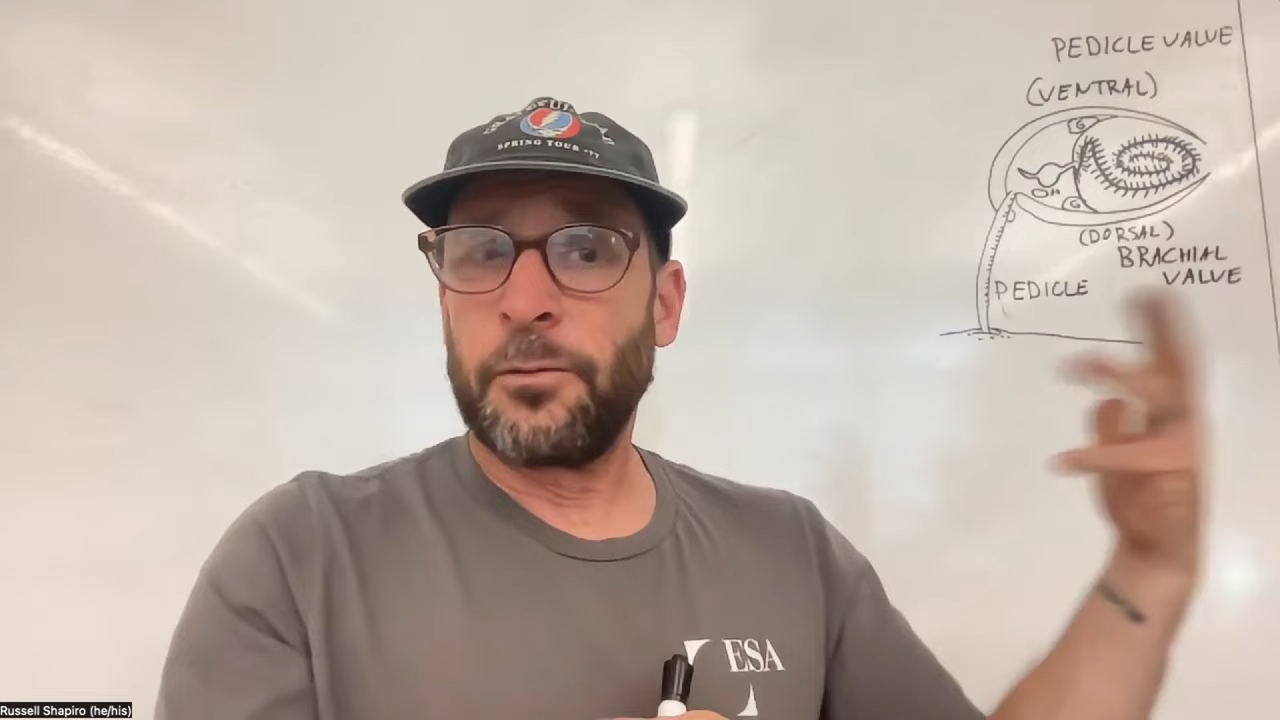 PEDICLE VALVE
(VENTRAL)
G
G
(DORSAL)
BRACHIAL
VALVE
PEDICLE
SPRING TOUR '77
ESA
Russell Shapiro (he/his)